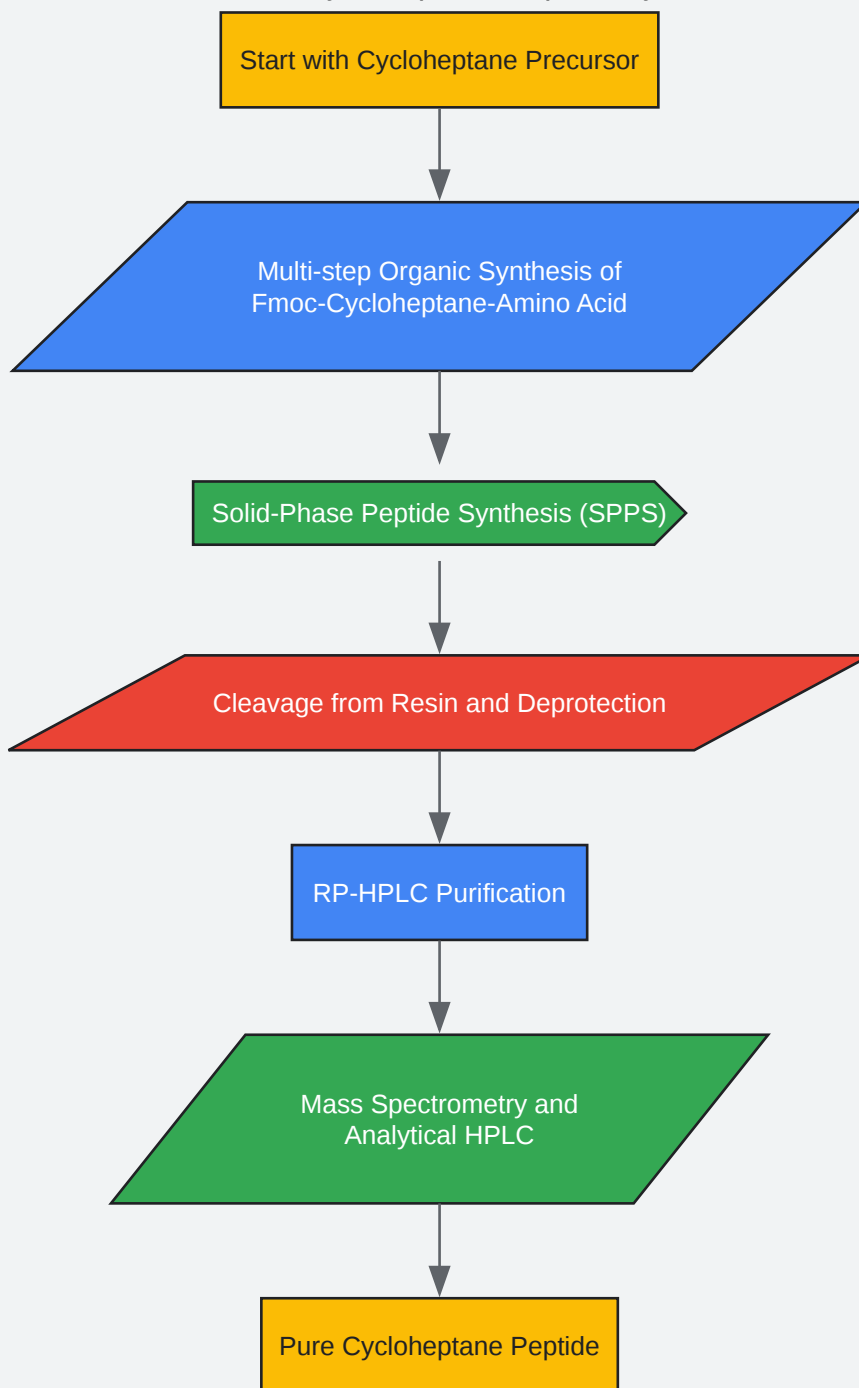 Start with Cycloheptane Precursor
Multi-step Organic Synthesis of
Fmoc-Cycloheptane-Amino Acid
Solid-Phase Peptide Synthesis (SPPS)
Cleavage from Resin and Deprotection
RP-HPLC Purification
Mass Spectrometry and
Analytical HPLC
Pure Cycloheptane Peptide